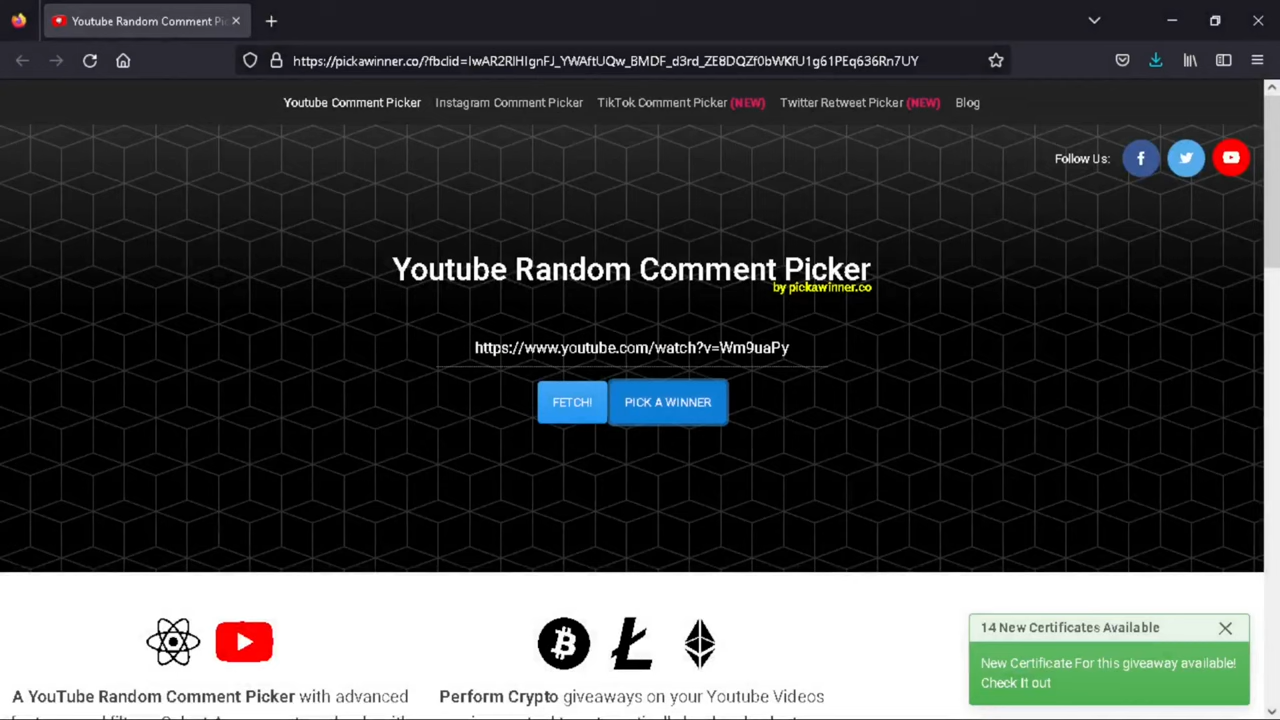 Youtube Random Comment Pi
https://pickawinner.co/?fbclid=IwAR2RIHIgnFJ_YWAftUQw_BMDF_d3rd_ZE8DQZf0bWKfU1g61PEq636Rn7UY
Youtube Comment Picker Instagram Comment Picker TikTok Comment Picker (NEW) Twitter Retweet Picker (NEW) Blog
Follow Us:
Youtube Random Comment Picker
by pickawinner.co
https://www.youtube.com/watch?v=Wm9uaPy
FETCH! PICK A WINNER
14 New Certificates Available
New Certificate For this giveaway available!
Check It out
A YouTube Random Comment Picker with advanced
Perform Crypto giveaways on your Youtube Videos